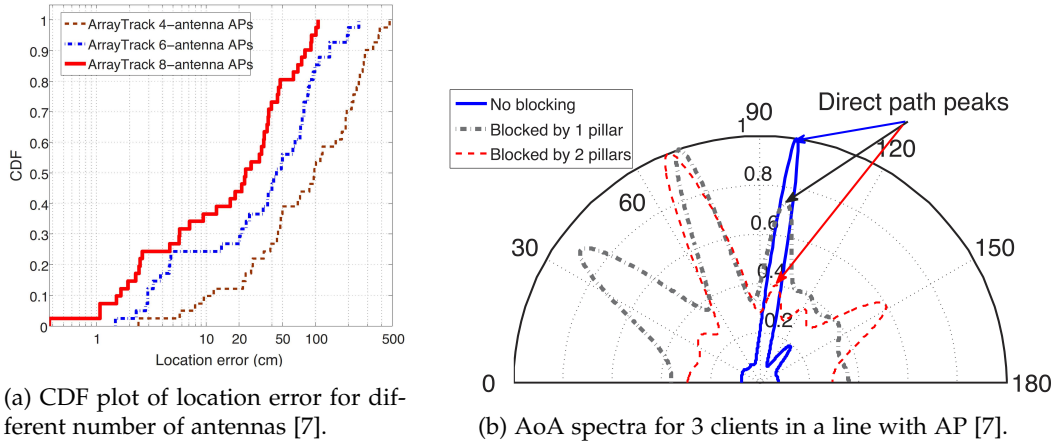 1
0.9
0.8
0.7
0.6
0.5
0.4
0.3
0.2
0.1
0
CDF
ArrayTrack 4−antenna APs
ArrayTrack 6−antenna APs
ArrayTrack 8−antenna APs
1 10 20 50 100 500
Location error (cm)
(a) CDF plot of location error for dif-
ferent number of antennas [7].
No blocking
Blocked by 1 pillar
Blocked by 2 pillars
Direct path peaks
90
1
120
0.8
60
0.6
30
150
0.4
0.2
0
180
(b) AoA spectra for 3 clients in a line with AP [7].